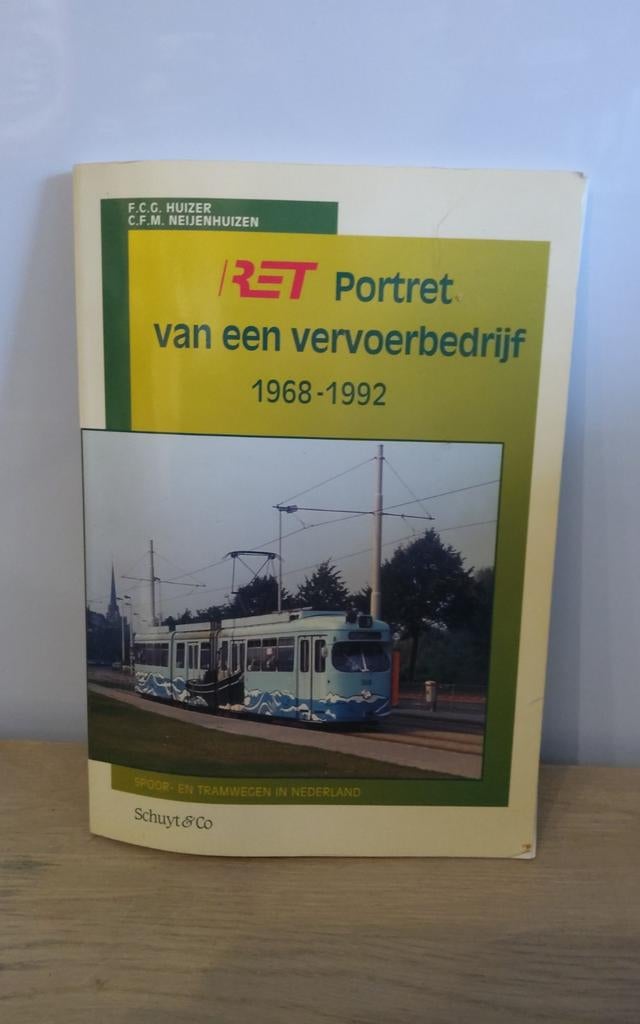 F.C.G. HUIZER
C.F.M. NEIJENHUIZEN
RET Portret
van een vervoerbedrijf
1968-1992
SPOOR- EN TRAMWEGEN IN NEDERLAND
Schuyt & Co